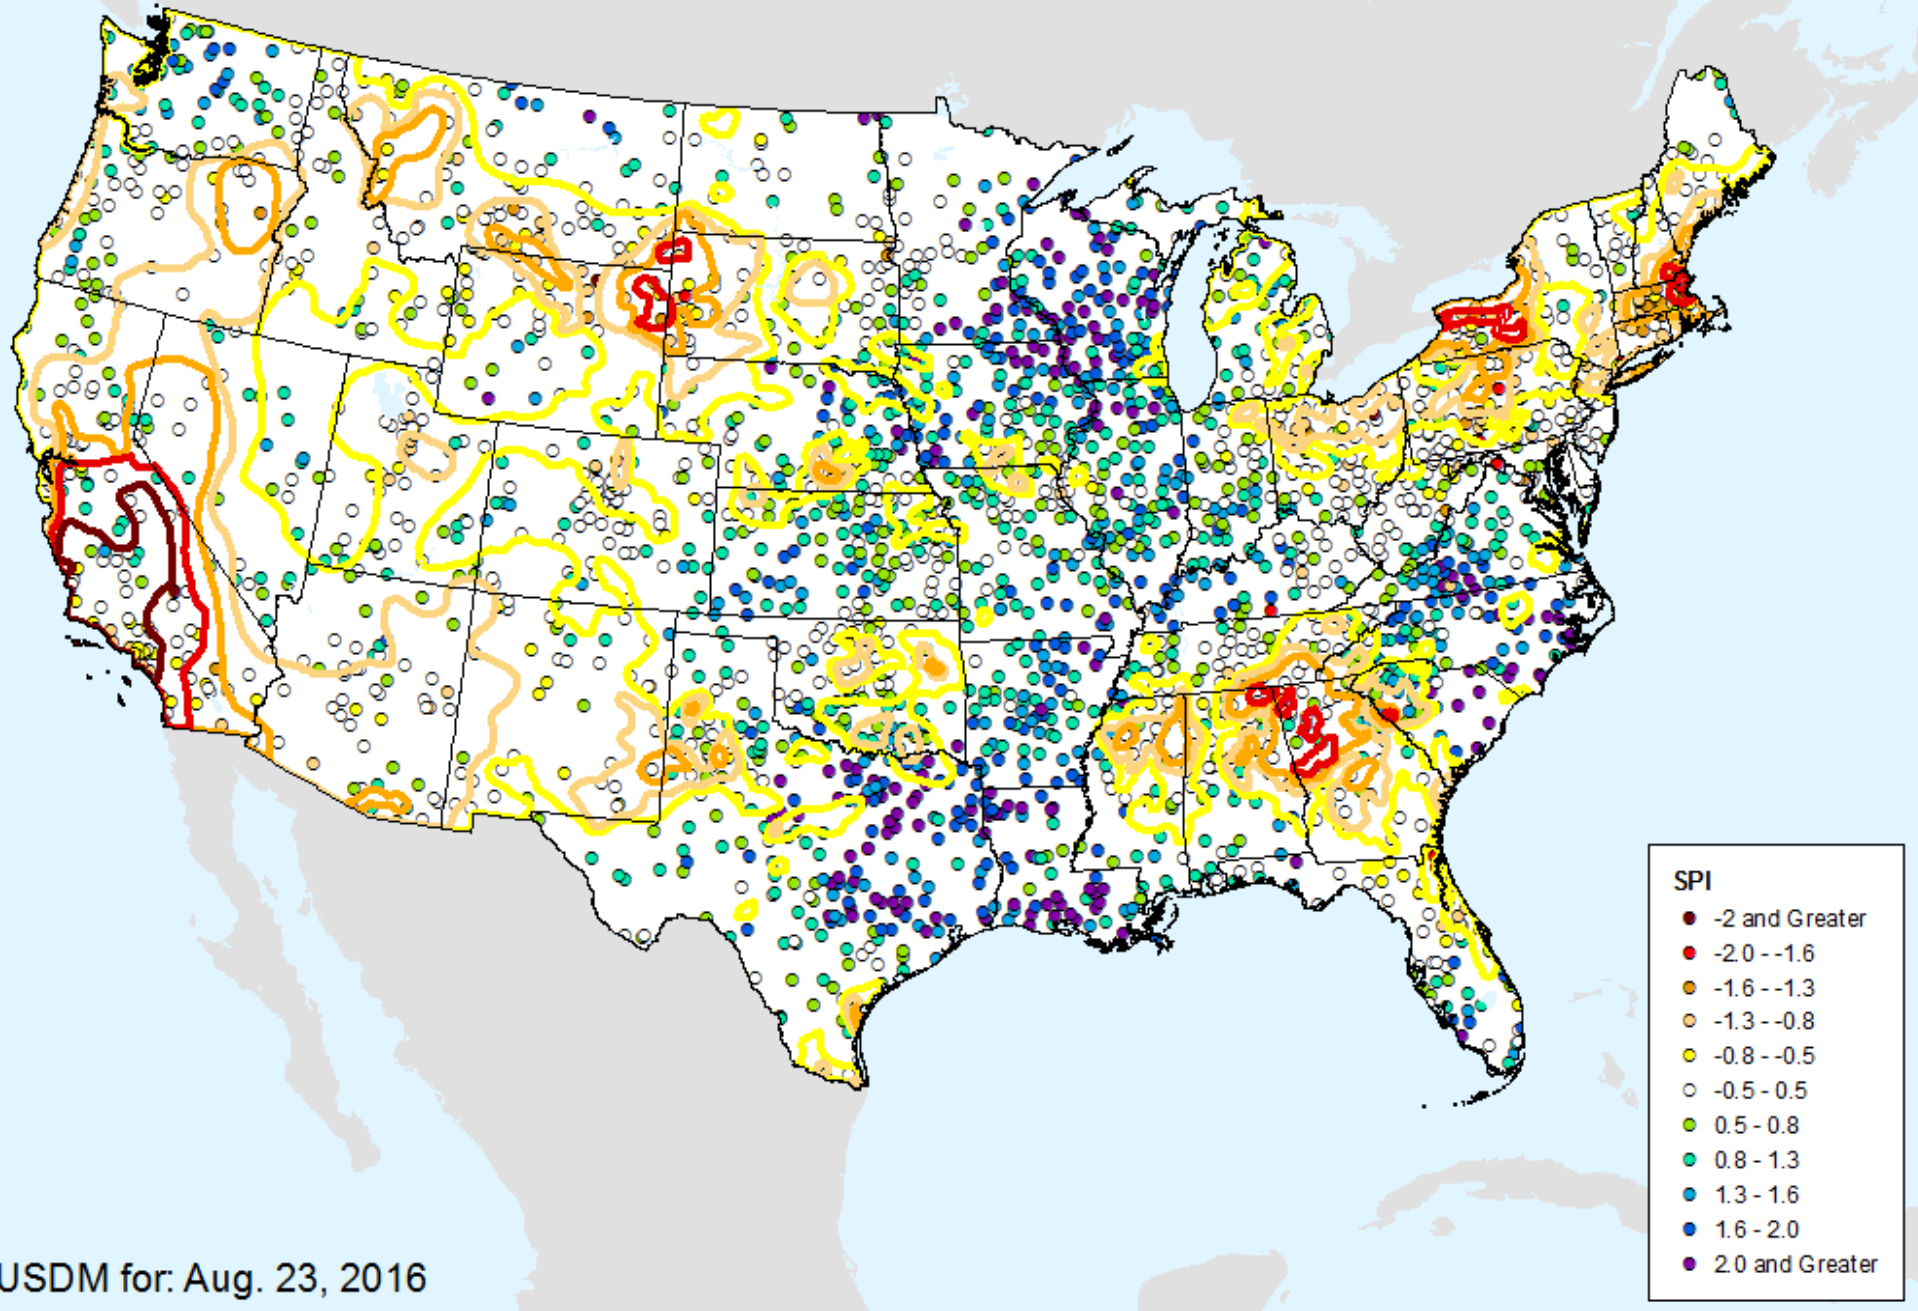 SPI
-2 and Greater
-2.0 - -1.6
-1.6 - -1.3
-1.3 - -0.8
-0.8 - -0.5
-0.5 - 0.5
0.5 - 0.8
0.8 - 1.3
1.3 - 1.6
1.6 - 2.0
2.0 and Greater
USDM for: Aug. 23, 2016